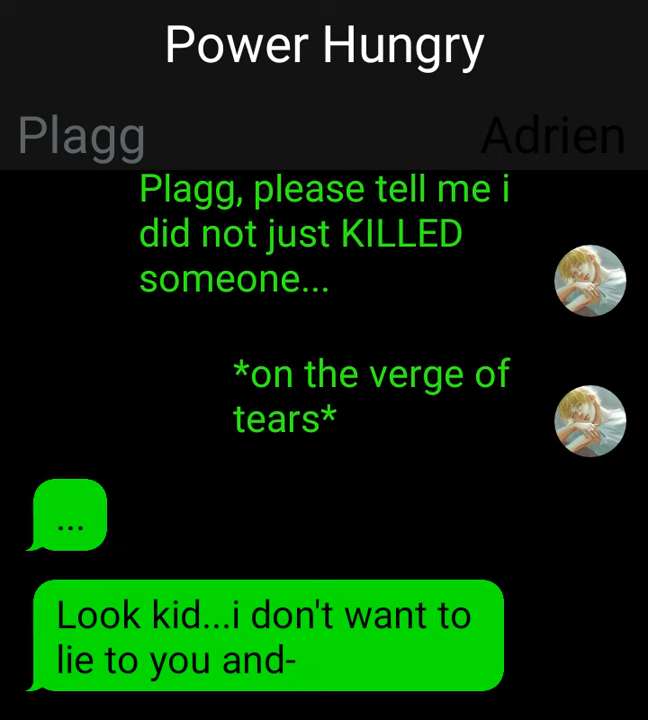 Power Hungry
Plagg Adrien
Plagg, please tell me i
did not just KILLED
someone...
*on the verge of
tears*
...
Look kid...i don't want to
lie to you and-